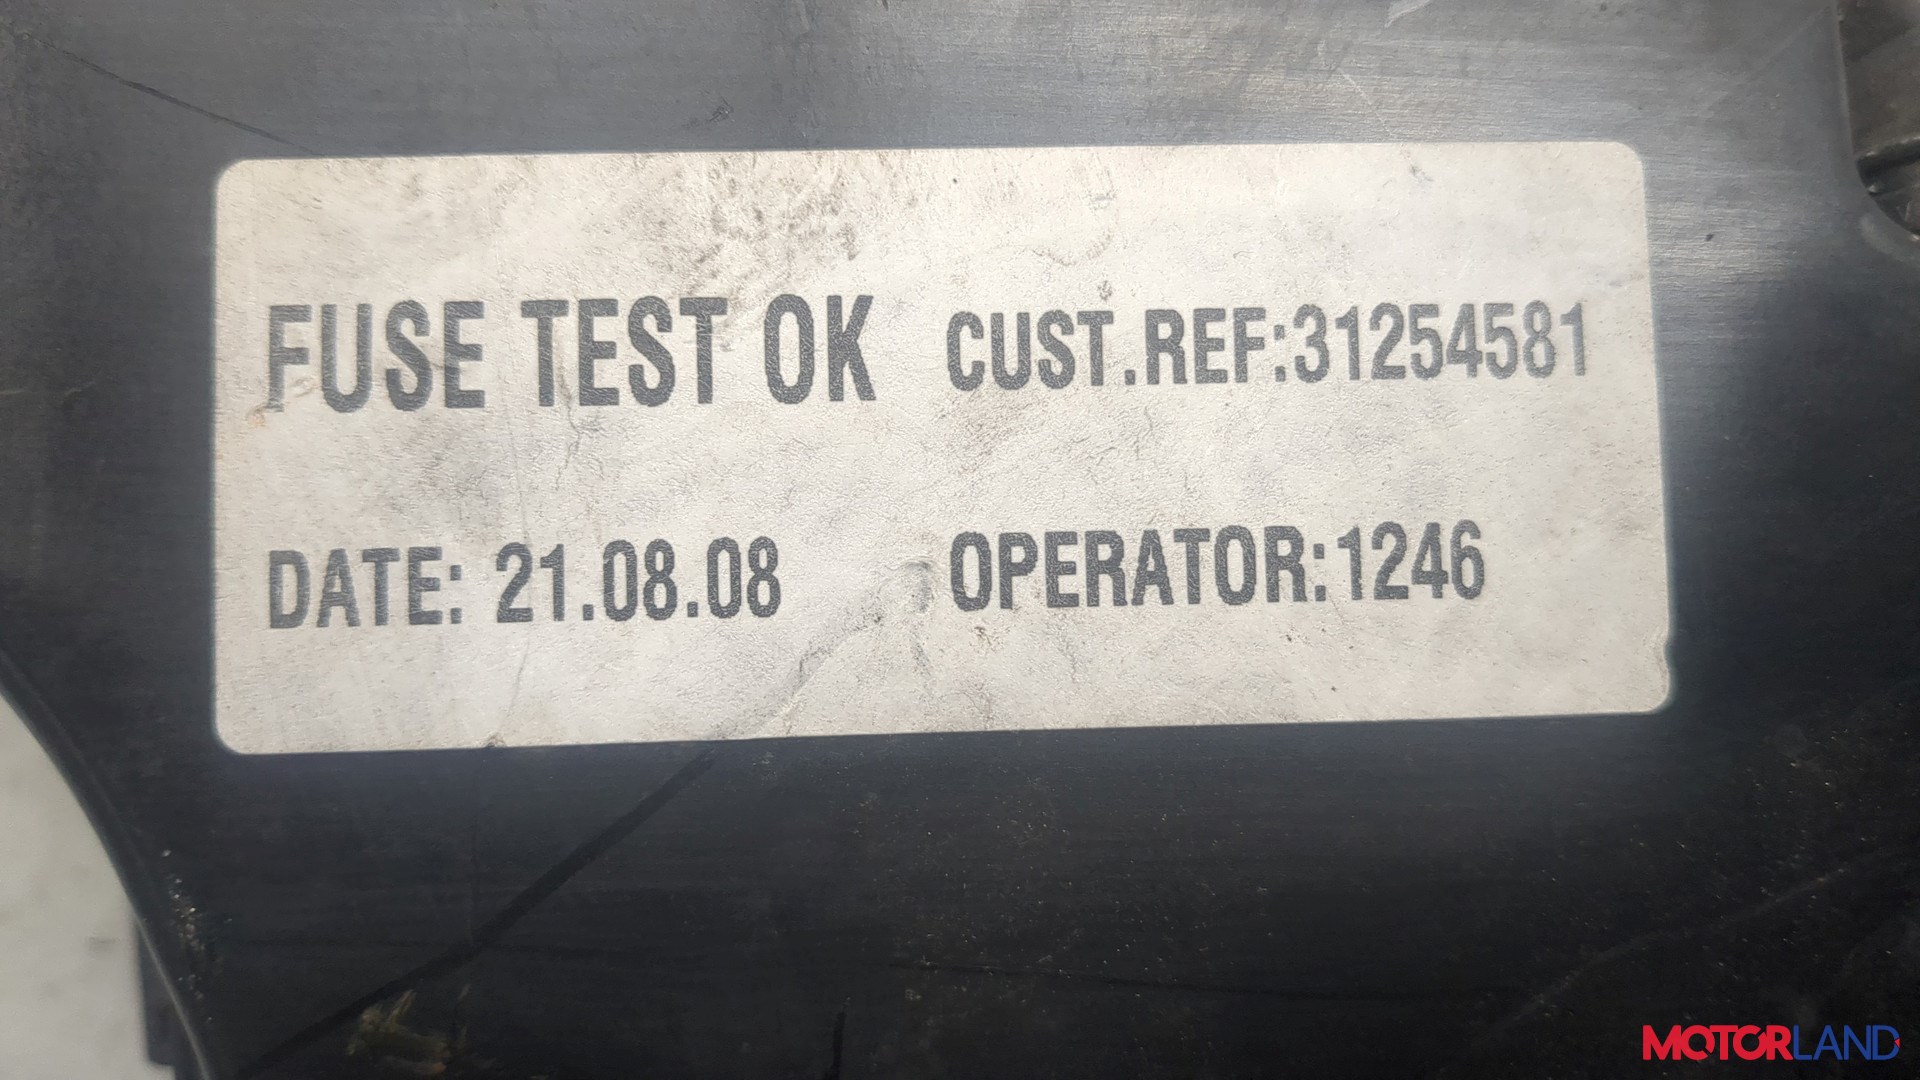 FUSE TEST OK CUST.REF:31254581
DATE: 21.08.08 OPERATOR:1246
MOTORLAND